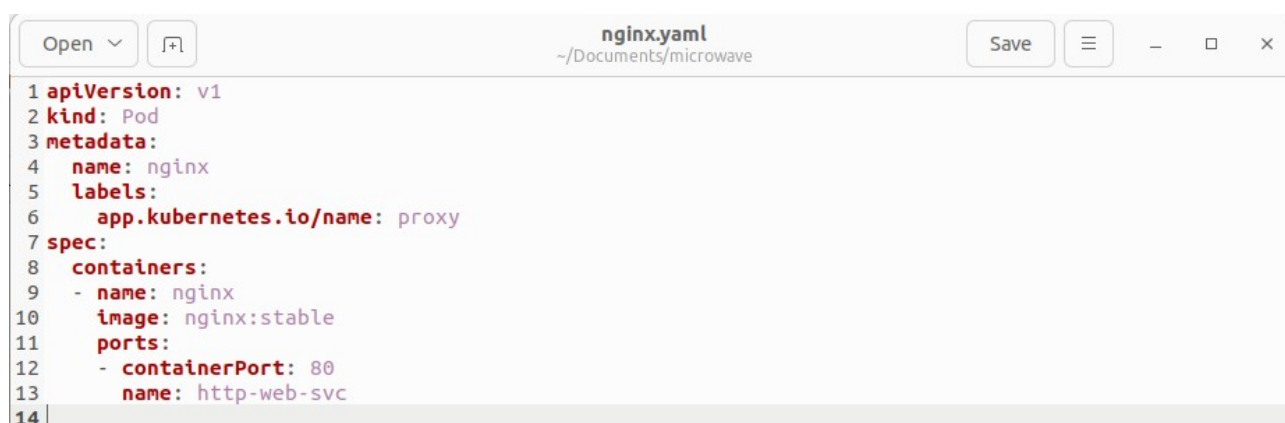 Open
nginx.yaml
~/Documents/microwave
Save
1 apiVersion: v1
2 kind: Pod
3 metadata:
4   name: nginx
5   labels:
6     app.kubernetes.io/name: proxy
7 spec:
8   containers:
9   - name: nginx
10     image: nginx:stable
11     ports:
12     - containerPort: 80
13       name: http-web-svc
14